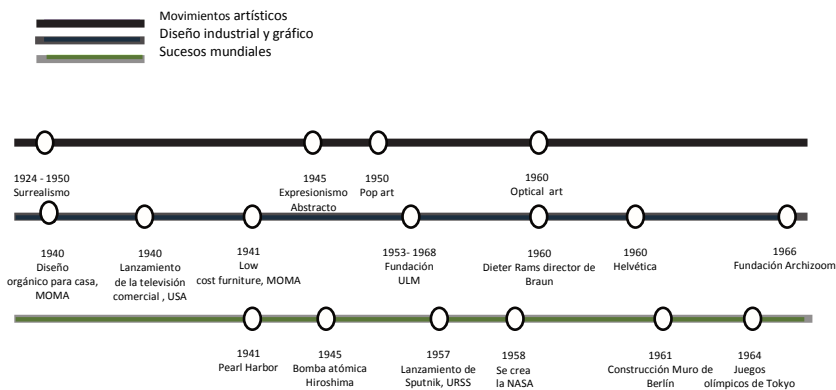 Movimientos artísticos
Diseño industrial y gráfico
Sucesos mundiales
1924 - 1950
Surrealismo
1945
Expresionismo
Abstracto
1950
Pop art
1960
Optical art
1940
Diseño
orgánico para casa,
MOMA
1940
Lanzamiento
de la televisión
comercial , USA
1941
Low
cost furniture, MOMA
1953- 1968
Fundación
ULM
1960
Dieter Rams director de
Braun
1960
Helvética
1966
Fundación Archizoom
1941
Pearl Harbor
1945
Bomba atómica
Hiroshima
1957
Lanzamiento de
Sputnik, URSS
1958
Se crea
la NASA
1961
Construcción Muro de
Berlín
1964
Juegos
olímpicos de Tokyo